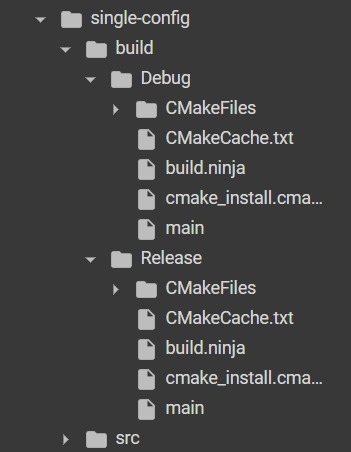 single-config
build
Debug
CMakeFiles
CMakeCache.txt
build.ninja
cmake_install.cma...
main
Release
CMakeFiles
CMakeCache.txt
build.ninja
cmake_install.cma...
main
src